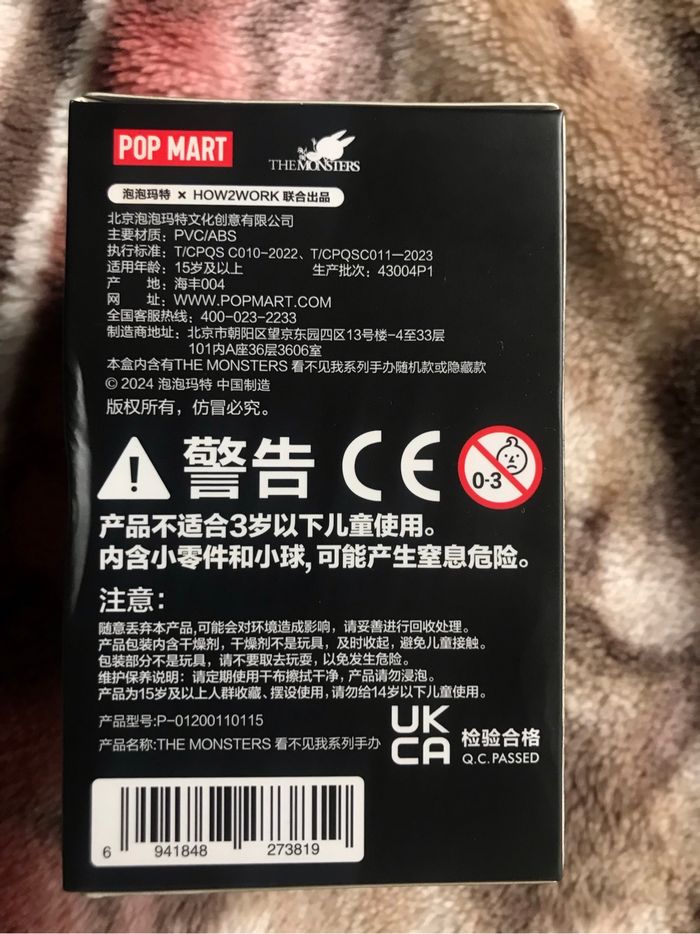 POP MART
THE MONSTERS
泡泡玛特 × HOW2WORK 联合出品
北京泡泡玛特文化创意有限公司
主要材质：PVC/ABS
执行标准：T/CPQS C010-2022、T/CPQSC011—2023
适用年龄：15岁及以上 生产批次：43004P1
产 地：海丰004
网 址：WWW.POPMART.COM
全国客服热线：400-023-2233
制造商地址：北京市朝阳区望京东园四区13号楼-4至33层
101内A座36层3606室
本盒内含有THE MONSTERS 看不见我系列手办随机款或隐藏款
© 2024 泡泡玛特 中国制造
版权所有，仿冒必究。
警告 CE 0-3
产品不适合3岁以下儿童使用。
内含小零件和小球，可能产生窒息危险。
注意：
随意丢弃本产品，可能会对环境造成影响，请妥善进行回收处理。
产品包装内含干燥剂，干燥剂不是玩具，及时收起，避免儿童接触。
包装部分不是玩具，请不要取去玩耍，以免发生危险。
维护保养说明：请定期使用干布擦拭干净，产品请勿浸泡。
产品为15岁及以上人群收藏、摆设使用，请勿给14岁以下儿童使用。
产品型号：P-01200110115
产品名称：THE MONSTERS 看不见我系列手办
UK
CA
检验合格
Q.C. PASSED
6 941848 273819